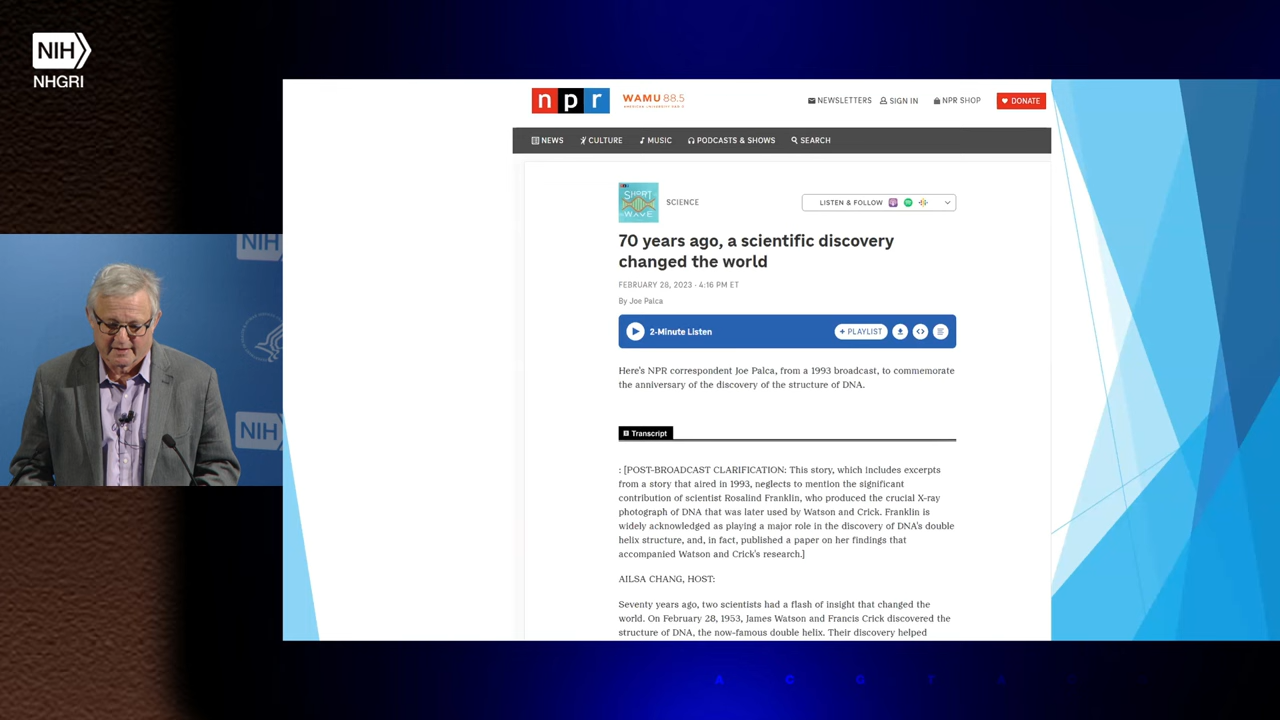 NIH
NHGRI
npr
WAMU 88.5
NEWSLETTERS
SIGN IN
NPR SHOP
DONATE
NEWS
CULTURE
MUSIC
PODCASTS & SHOWS
SEARCH
SHORT
WAVE
SCIENCE
LISTEN & FOLLOW
70 years ago, a scientific discovery
changed the world
FEBRUARY 28, 2023 · 4:16 PM ET
By Joe Palca
2-Minute Listen
+ PLAYLIST
Here's NPR correspondent Joe Palca, from a 1993 broadcast, to commemorate
the anniversary of the discovery of the structure of DNA.
Transcript
: [POST-BROADCAST CLARIFICATION: This story, which includes excerpts
from a story that aired in 1993, neglects to mention the significant
contribution of scientist Rosalind Franklin, who produced the crucial X-ray
photograph of DNA that was later used by Watson and Crick. Franklin is
widely acknowledged as playing a major role in the discovery of DNA's double
helix structure, and, in fact, published a paper on her findings that
accompanied Watson and Crick's research.]
AILSA CHANG, HOST:
Seventy years ago, two scientists had a flash of insight that changed the
world. On February 28, 1953, James Watson and Francis Crick discovered the
structure of DNA, the now-famous double helix. Their discovery helped
NIH
NIH
A C G T